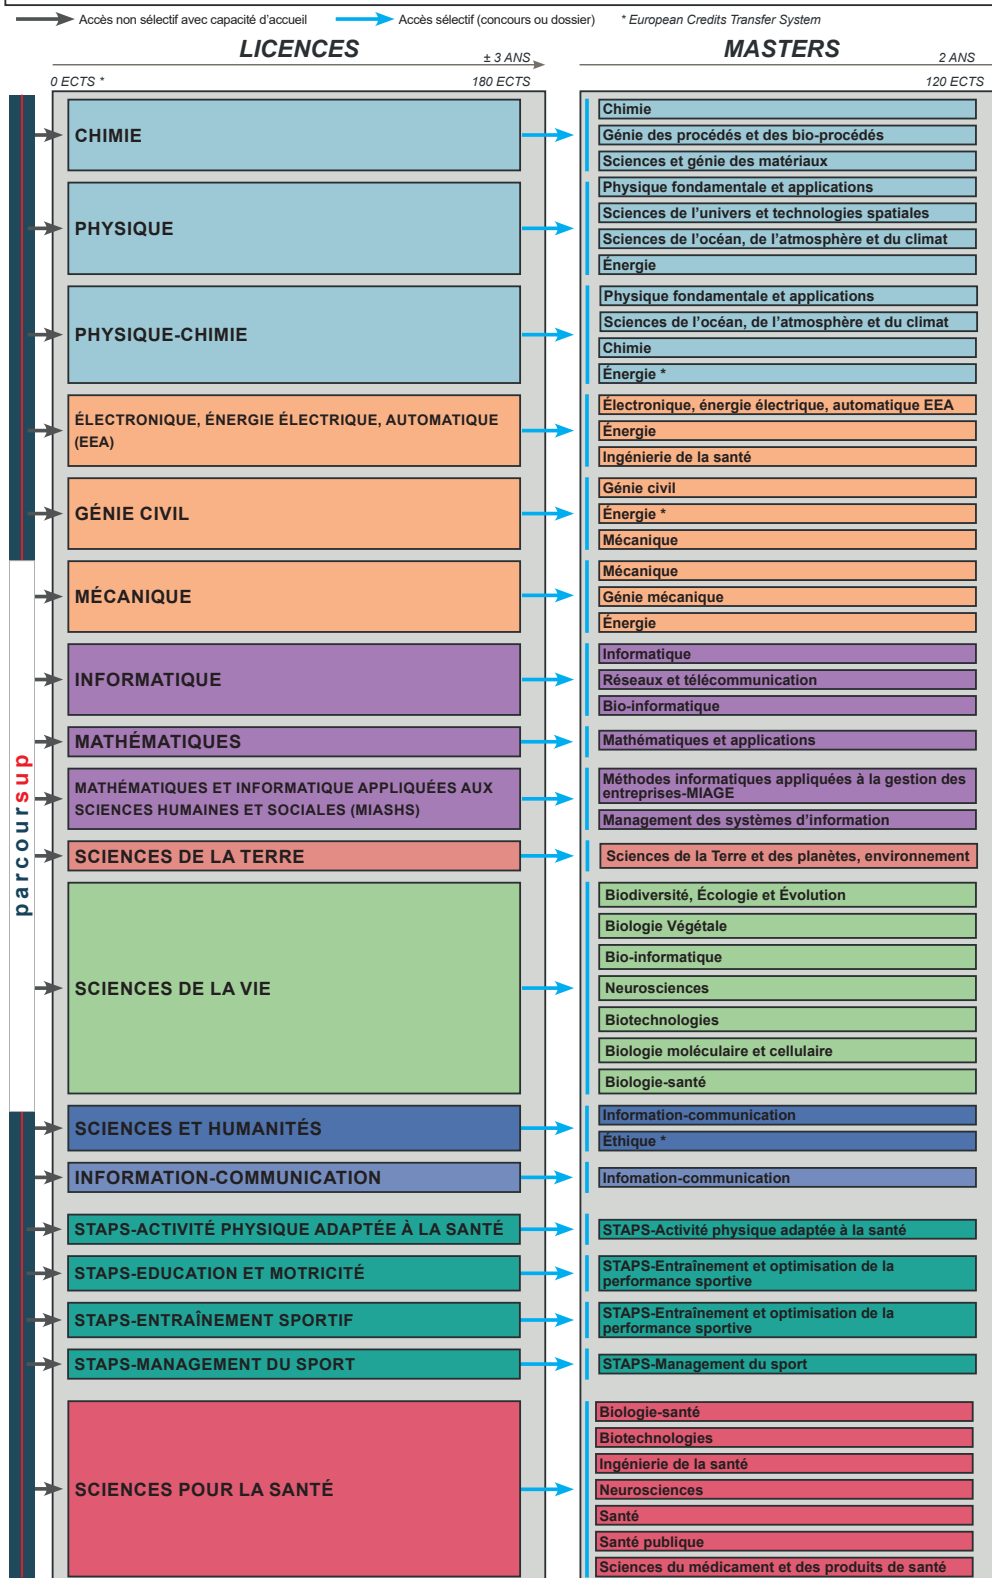 Accès non sélectif avec capacité d'accueil
Accès sélectif (concours ou dossier)
* European Credits Transfer System
LICENCES
± 3 ANS
MASTERS
2 ANS
0 ECTS *
180 ECTS
120 ECTS
parcoursup
CHIMIE
Chimie
Génie des procédés et des bio-procédés
Sciences et génie des matériaux
PHYSIQUE
Physique fondamentale et applications
Sciences de l'univers et technologies spatiales
Sciences de l'océan, de l'atmosphère et du climat
Énergie
PHYSIQUE-CHIMIE
Physique fondamentale et applications
Sciences de l'océan, de l'atmosphère et du climat
Chimie
Énergie *
ÉLECTRONIQUE, ÉNERGIE ÉLECTRIQUE, AUTOMATIQUE
(EEA)
Électronique, énergie électrique, automatique EEA
Énergie
Ingénierie de la santé
GÉNIE CIVIL
Génie civil
Énergie *
Mécanique
MÉCANIQUE
Mécanique
Génie mécanique
Énergie
INFORMATIQUE
Informatique
Réseaux et télécommunication
Bio-informatique
MATHÉMATIQUES
Mathématiques et applications
MATHÉMATIQUES ET INFORMATIQUE APPLIQUÉES AUX
SCIENCES HUMAINES ET SOCIALES (MIASHS)
Méthodes informatiques appliquées à la gestion des
entreprises-MIAGE
Management des systèmes d'information
SCIENCES DE LA TERRE
Sciences de la Terre et des planètes, environnement
SCIENCES DE LA VIE
Biodiversité, Écologie et Évolution
Biologie Végétale
Bio-informatique
Neurosciences
Biotechnologies
Biologie moléculaire et cellulaire
Biologie-santé
SCIENCES ET HUMANITÉS
Information-communication
Éthique *
INFORMATION-COMMUNICATION
Infomation-communication
STAPS-ACTIVITÉ PHYSIQUE ADAPTÉE À LA SANTÉ
STAPS-Activité physique adaptée à la santé
STAPS-EDUCATION ET MOTRICITÉ
STAPS-Entraînement et optimisation de la
performance sportive
STAPS-ENTRAÎNEMENT SPORTIF
STAPS-Entraînement et optimisation de la
performance sportive
STAPS-MANAGEMENT DU SPORT
STAPS-Management du sport
SCIENCES POUR LA SANTÉ
Biologie-santé
Biotechnologies
Ingénierie de la santé
Neurosciences
Santé
Santé publique
Sciences du médicament et des produits de santé